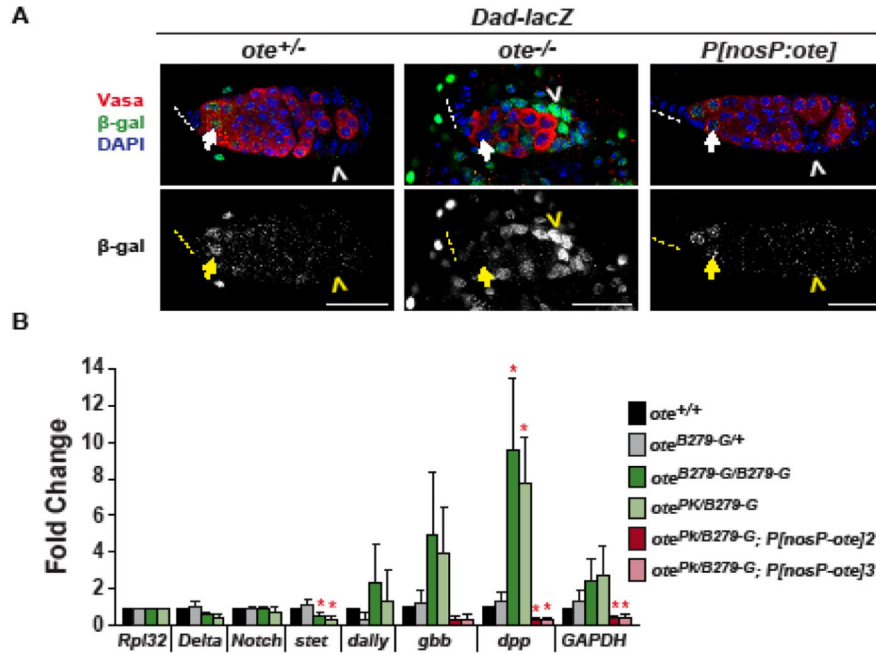 A
Dad-lacZ
ote+/- ote-/- P[nosP:ote]
Vasa
β-gal
DAPI
β-gal
B
Fold Change
14
12
10
8
6
4
2
0
Rpl32 Delta Notch stet dally gbb dpp GAPDH
* * * * * * * *
ote+/+
oteB279-G/+
oteB279-G/B279-G
otePK/B279-G
otePk/B279-G; P[nosP-ote]2
otePk/B279-G; P[nosP-ote]3